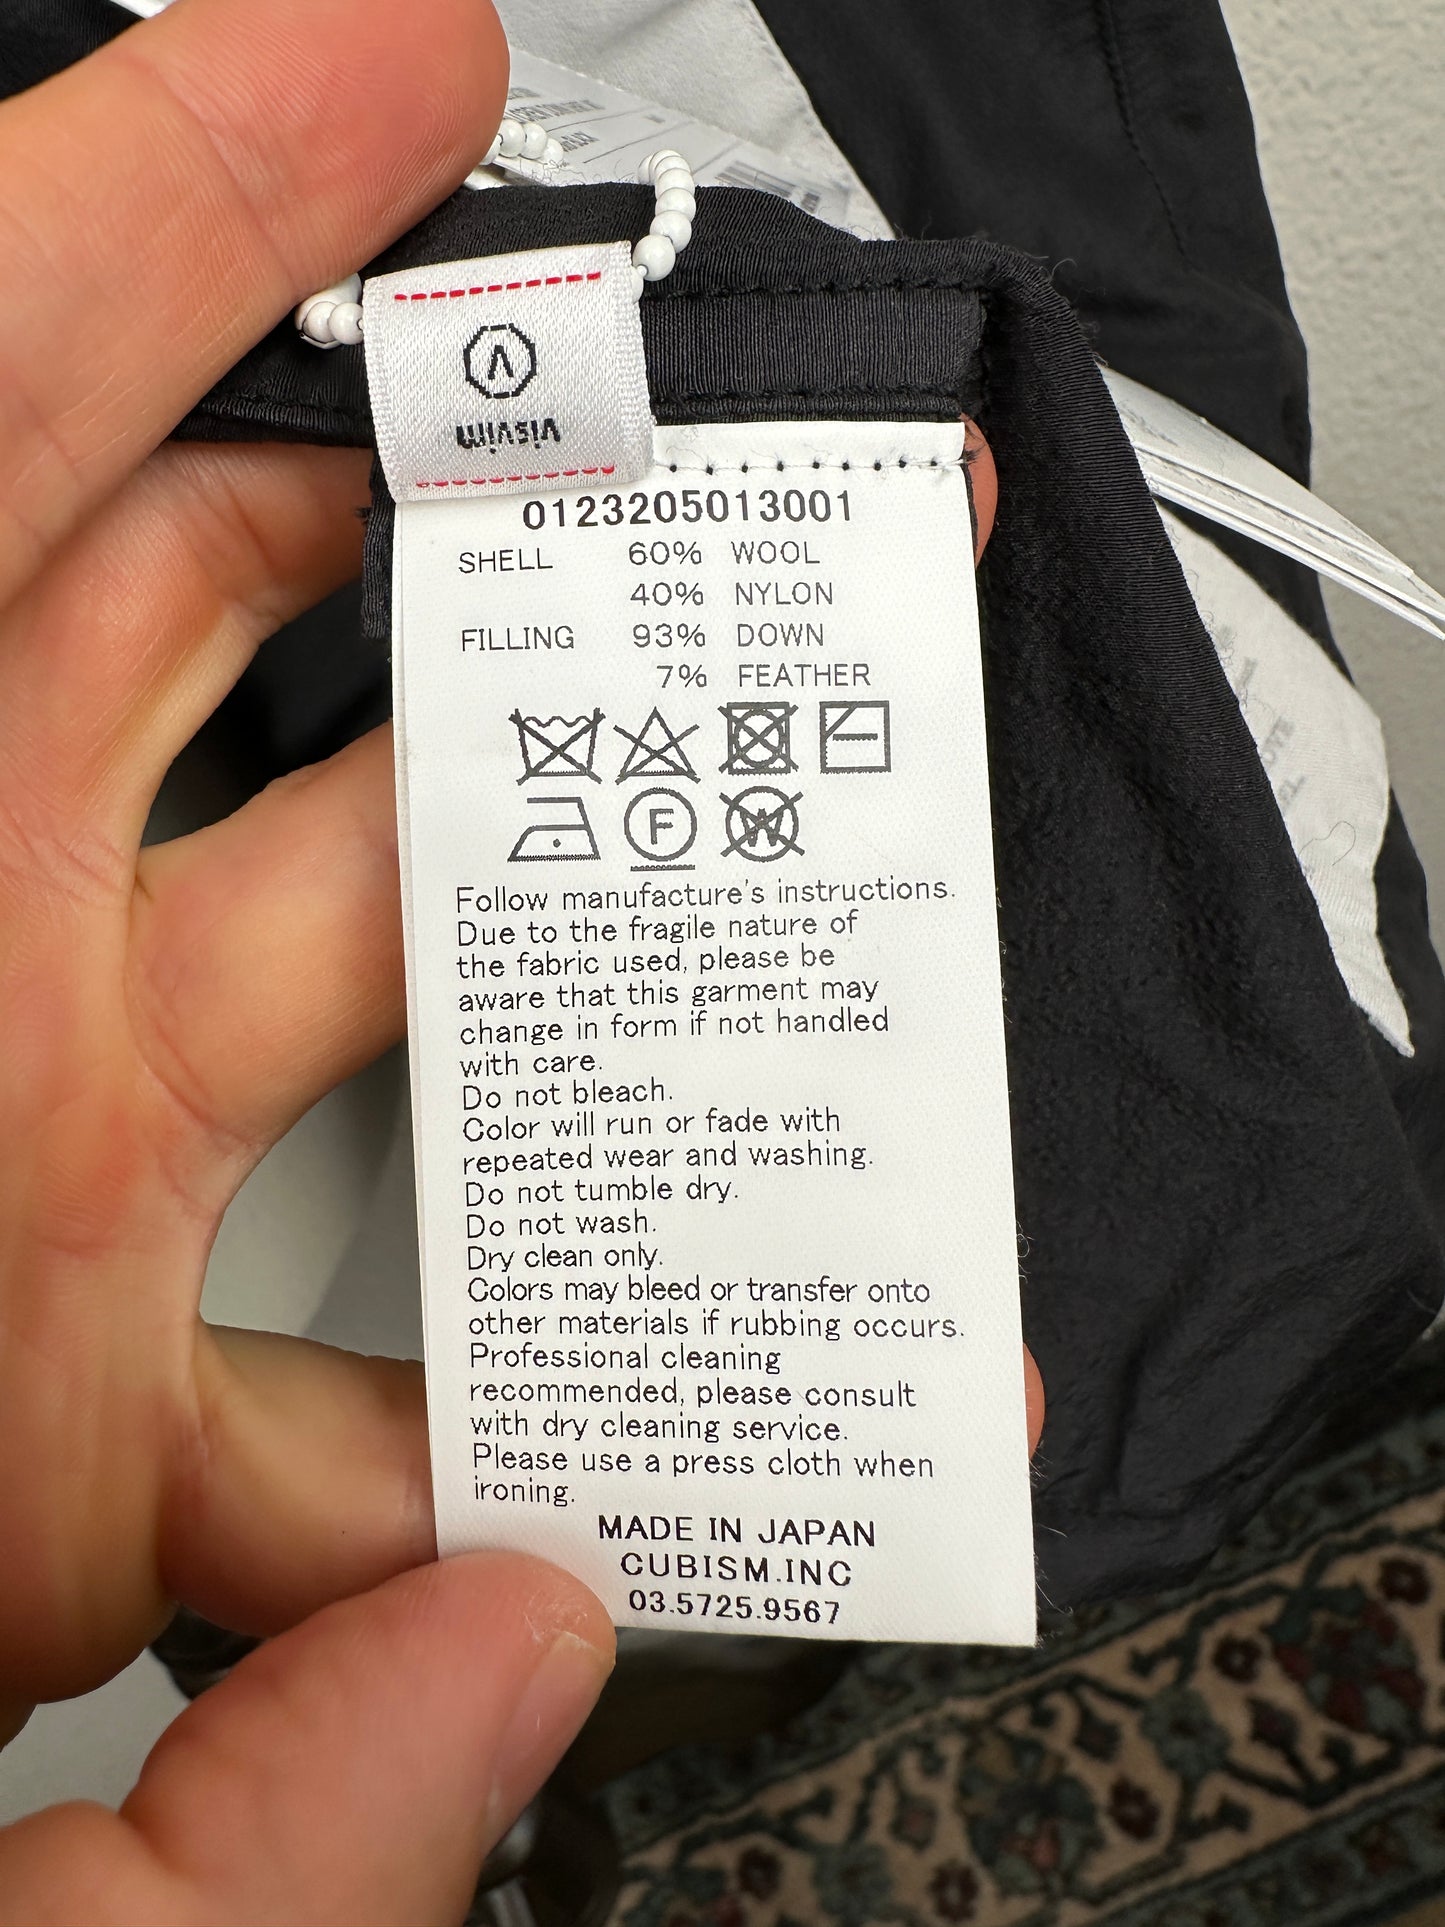 visvim
0123205013001
SHELL 60% WOOL
40% NYLON
FILLING 93% DOWN
7% FEATHER
F W
Follow manufacture's instructions.
Due to the fragile nature of
the fabric used, please be
aware that this garment may
change in form if not handled
with care.
Do not bleach.
Color will run or fade with
repeated wear and washing.
Do not tumble dry.
Do not wash.
Dry clean only.
Colors may bleed or transfer onto
other materials if rubbing occurs.
Professional cleaning
recommended, please consult
with dry cleaning service.
Please use a press cloth when
ironing.
MADE IN JAPAN
CUBISM.INC
03.5725.9567